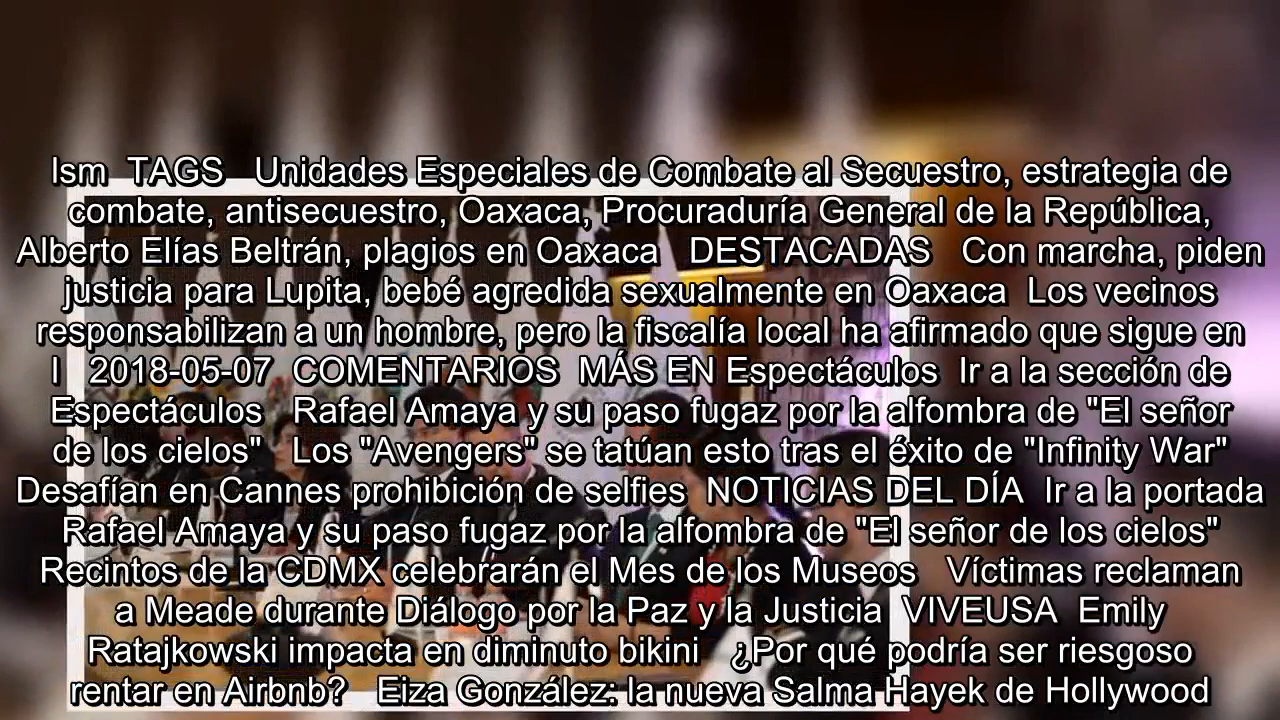 lsm TAGS Unidades Especiales de Combate al Secuestro, estrategia de
combate, antisecuestro, Oaxaca, Procuraduría General de la República,
Alberto Elías Beltrán, plagios en Oaxaca DESTACADAS Con marcha, piden
justicia para Lupita, bebé agredida sexualmente en Oaxaca Los vecinos
responsabilizan a un hombre, pero la fiscalía local ha afirmado que sigue en
l 2018-05-07 COMENTARIOS MÁS EN Espectáculos Ir a la sección de
Espectáculos Rafael Amaya y su paso fugaz por la alfombra de "El señor
de los cielos" Los "Avengers" se tatúan esto tras el éxito de "Infinity War"
Desafían en Cannes prohibición de selfies NOTICIAS DEL DÍA Ir a la portada
Rafael Amaya y su paso fugaz por la alfombra de "El señor de los cielos"
Recintos de la CDMX celebrarán el Mes de los Museos Víctimas reclaman
a Meade durante Diálogo por la Paz y la Justicia VIVEUSA Emily
Ratajkowski impacta en diminuto bikini ¿Por qué podría ser riesgoso
rentar en Airbnb? Eiza González: la nueva Salma Hayek de Hollywood